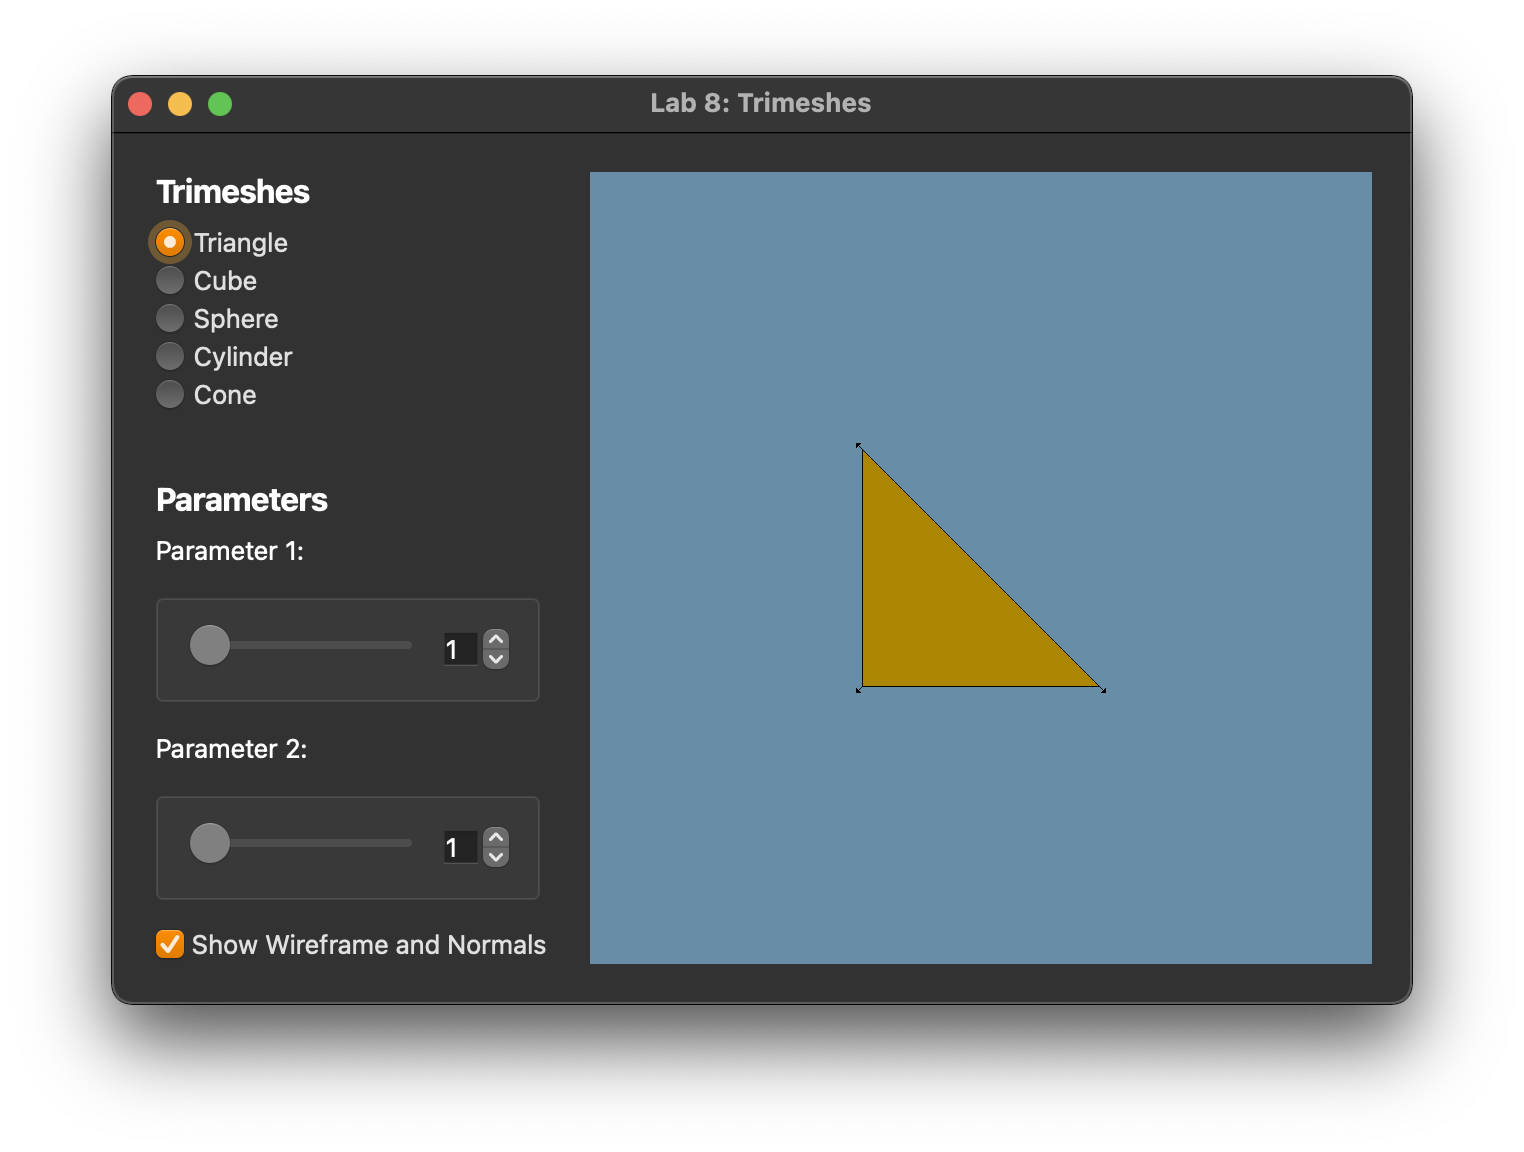 Lab 8: Trimeshes
Trimeshes
Triangle
Cube
Sphere
Cylinder
Cone
Parameters
Parameter 1:
1
Parameter 2:
1
Show Wireframe and Normals